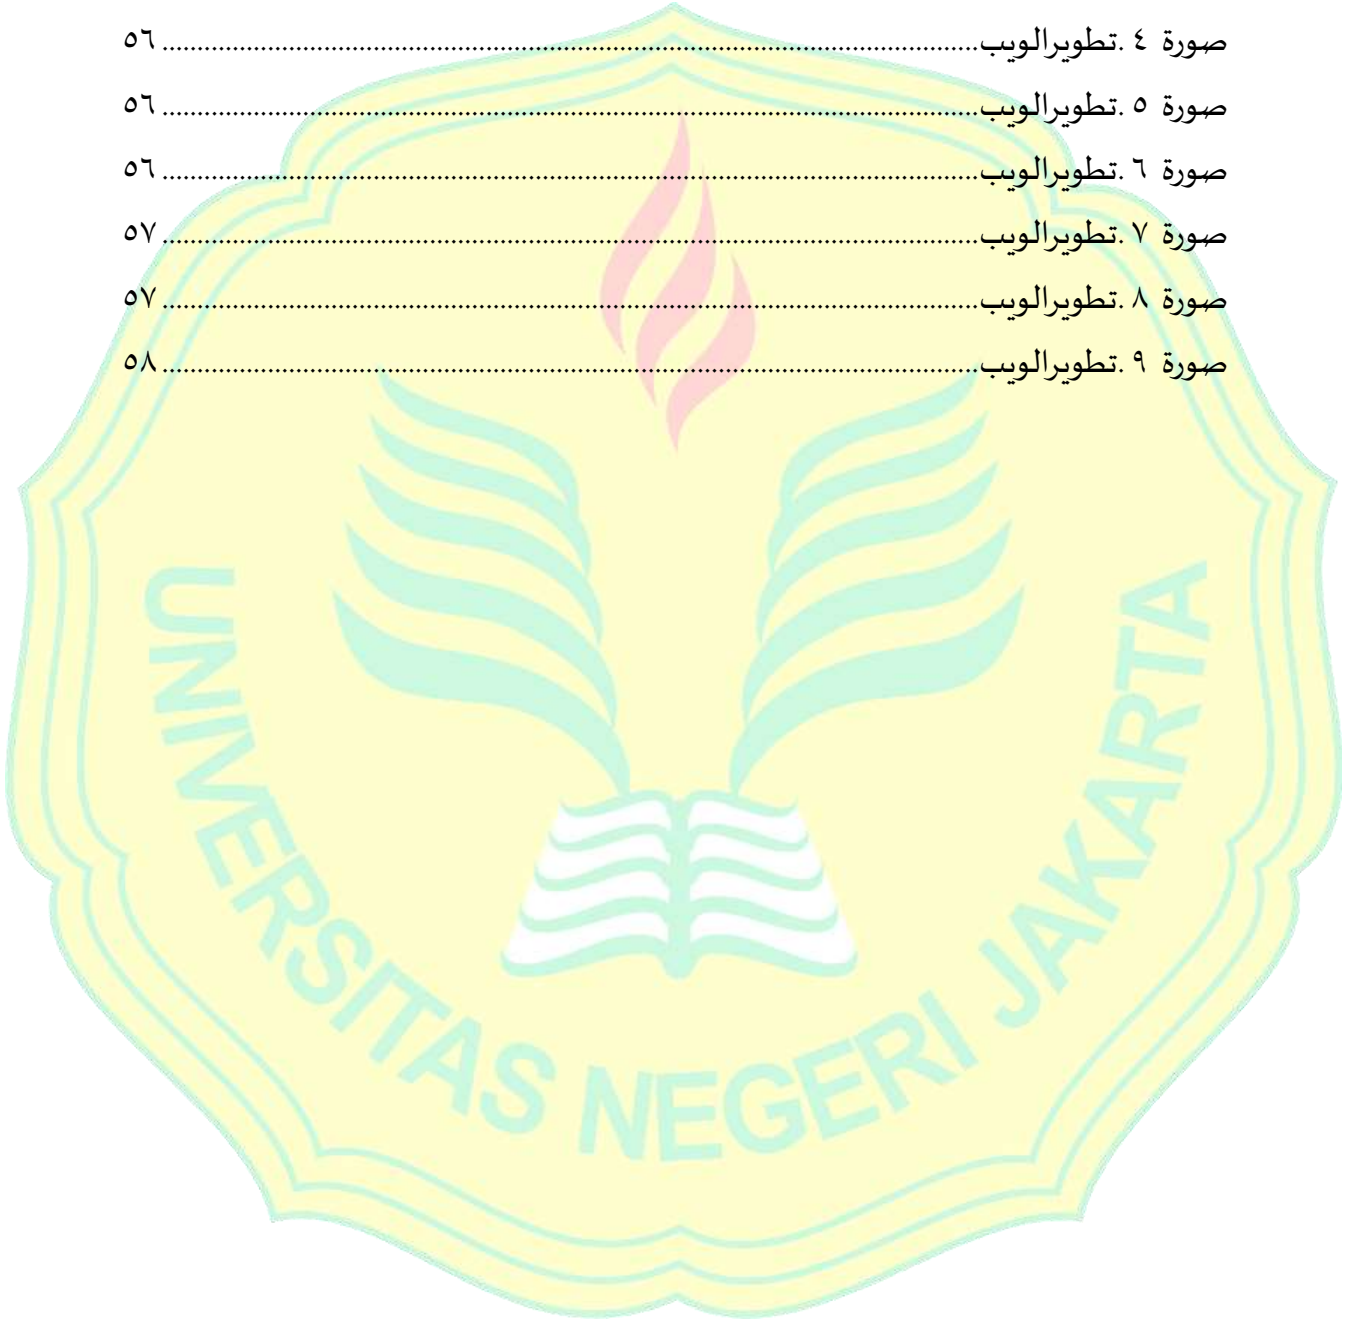 صورة ٤ .تطويرالويب................................................................................................ ٥٦
صورة ٥ .تطويرالويب................................................................................................ ٥٦
صورة ٦ .تطويرالويب................................................................................................ ٥٦
صورة ٧ .تطويرالويب................................................................................................ ٥٧
صورة ٨ .تطويرالويب................................................................................................ ٥٧
صورة ٩ .تطويرالويب................................................................................................ ٥٨
UNIVERSITAS NEGERI JAKARTA